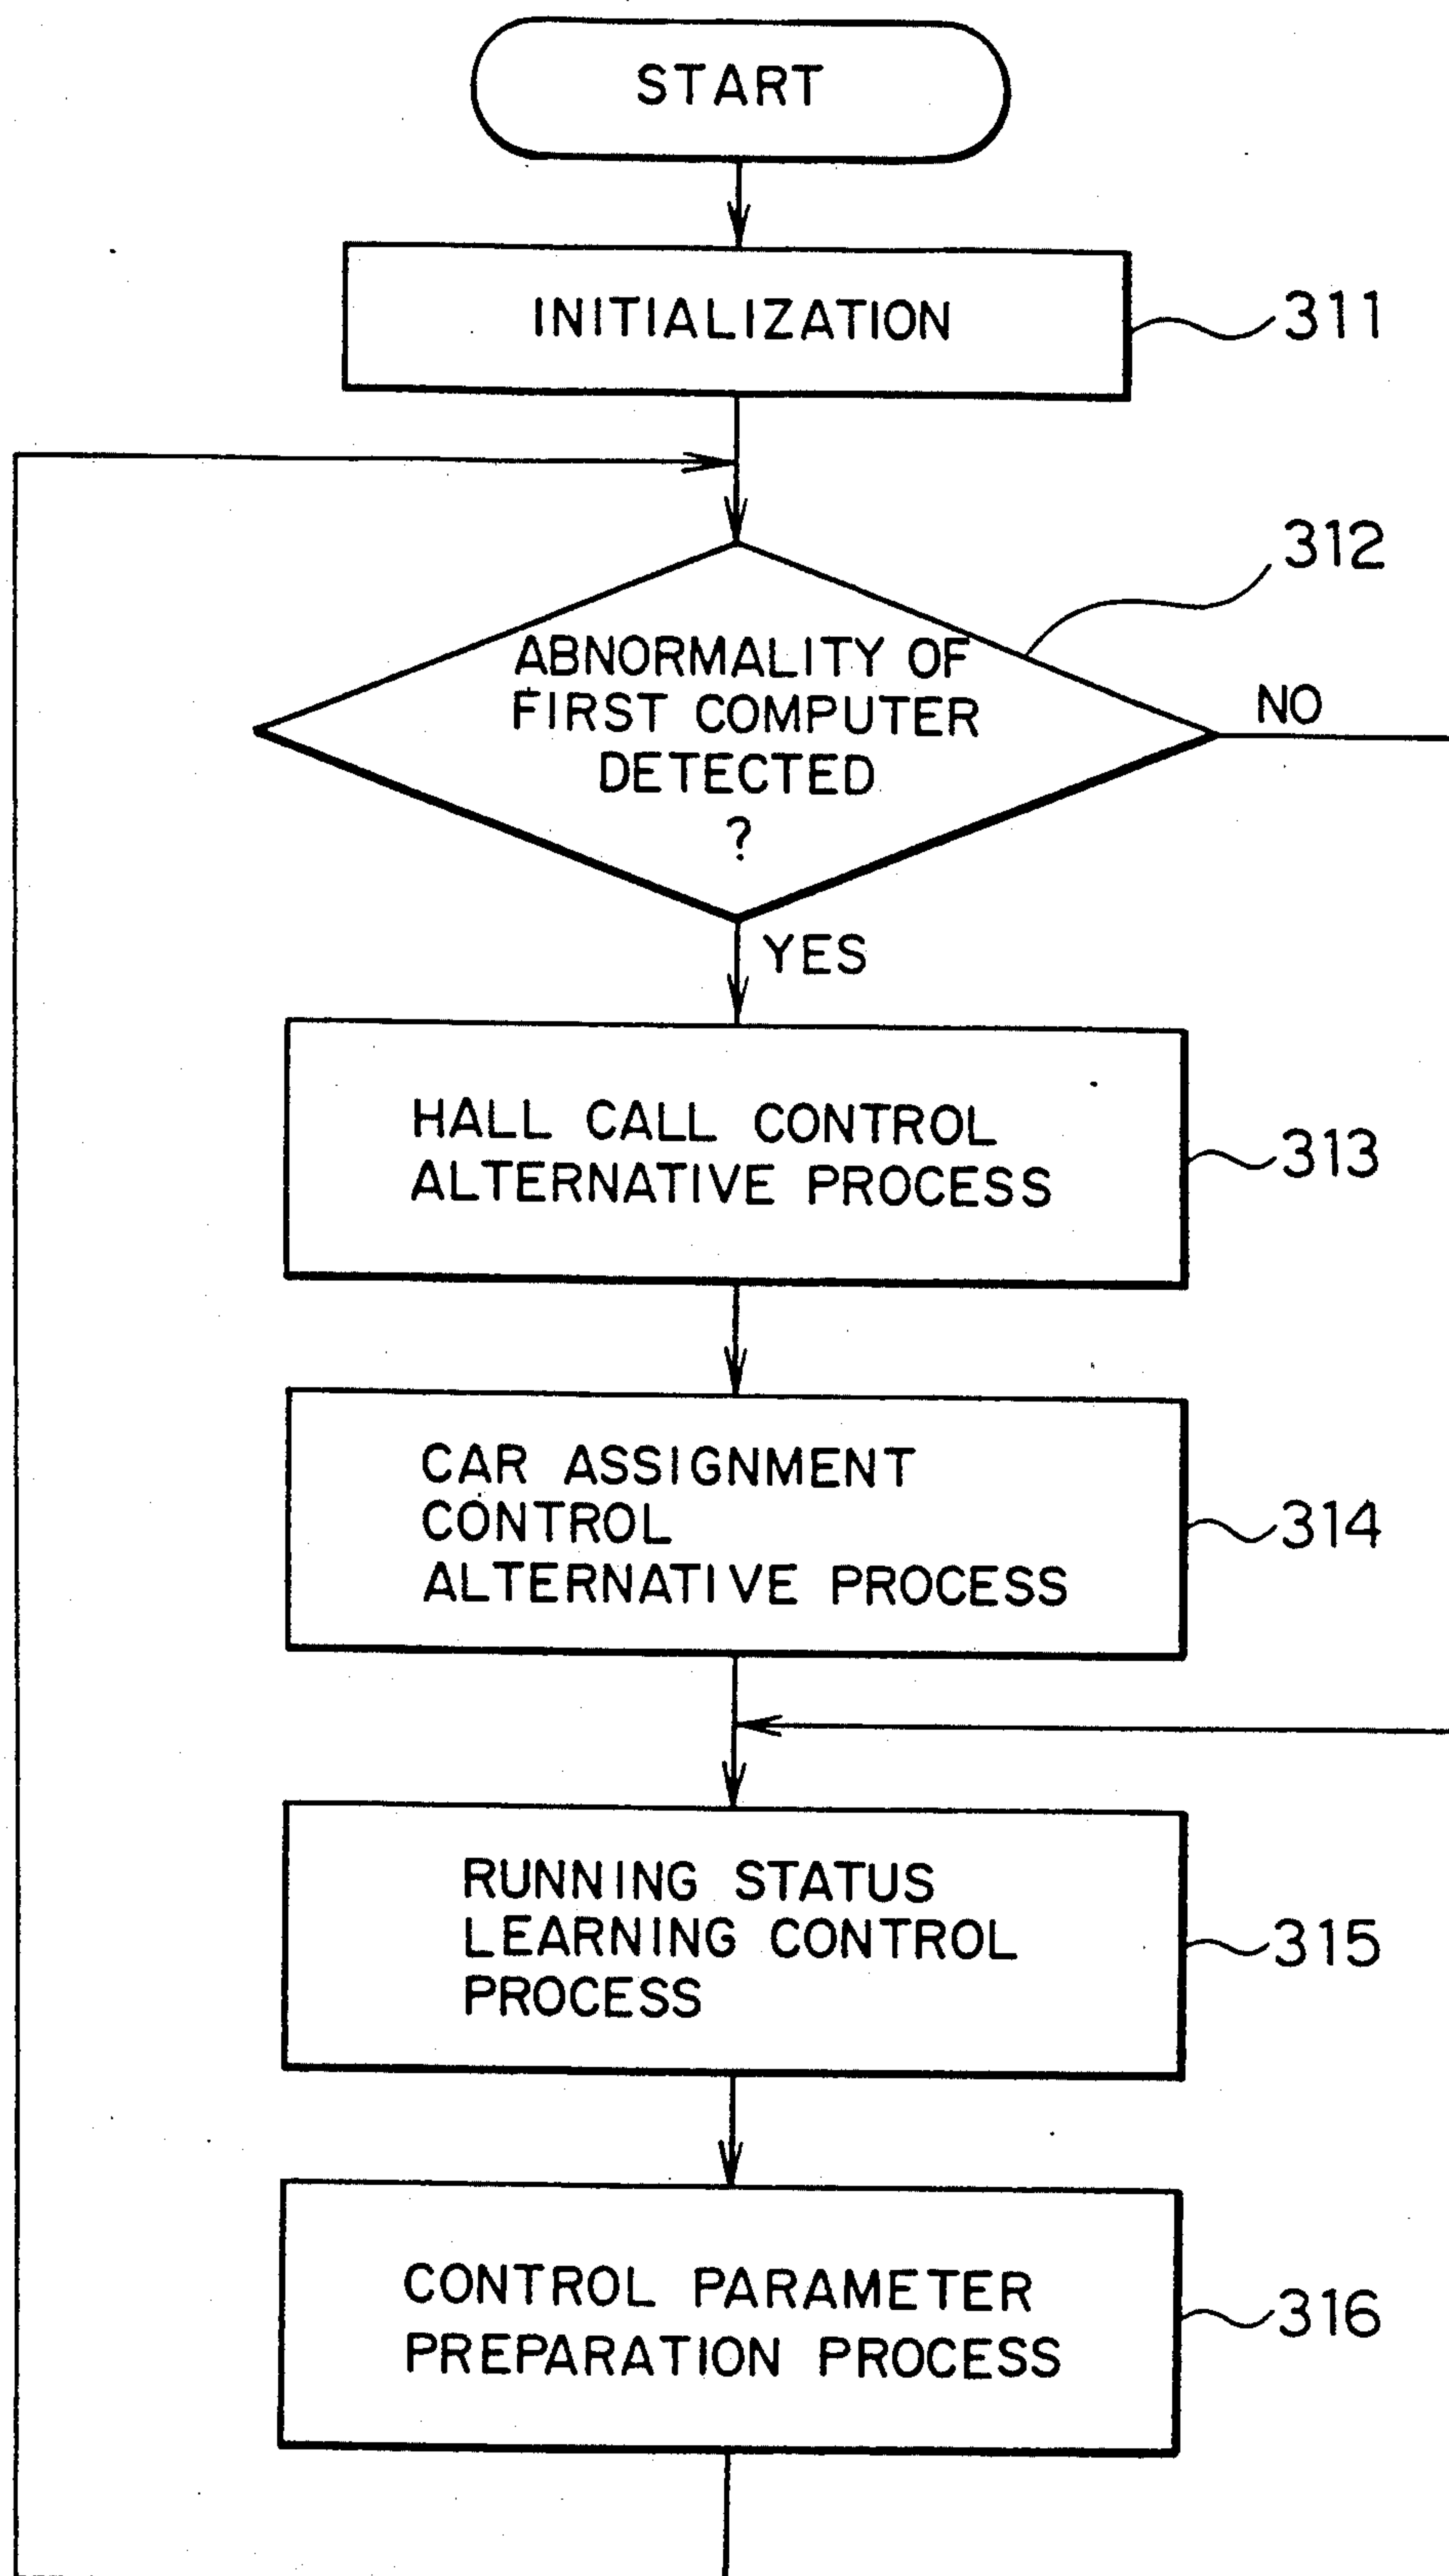 START
INITIALIZATION
311
312
ABNORMALITY OF
FIRST COMPUTER
DETECTED
?
NO
YES
HALL CALL CONTROL
ALTERNATIVE PROCESS
313
CAR ASSIGNMENT
CONTROL
ALTERNATIVE PROCESS
314
RUNNING STATUS
LEARNING CONTROL
PROCESS
315
CONTROL PARAMETER
PREPARATION PROCESS
316